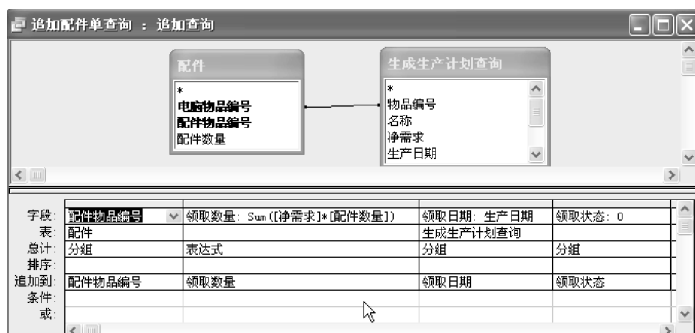 追加配件单查询 : 追加查询
配件
*
电脑物品编号
配件物品编号
配件数量
生成生产计划查询
*
物品编号
名称
净需求
生产日期
字段: 配件物品编号 领取数量: Sum([净需求]*[配件数量]) 领取日期: 生产日期 领取状态: 0
表: 配件 生成生产计划查询
总计: 分组 表达式 分组 分组
排序:
追加到: 配件物品编号 领取数量 领取日期 领取状态
条件:
或: